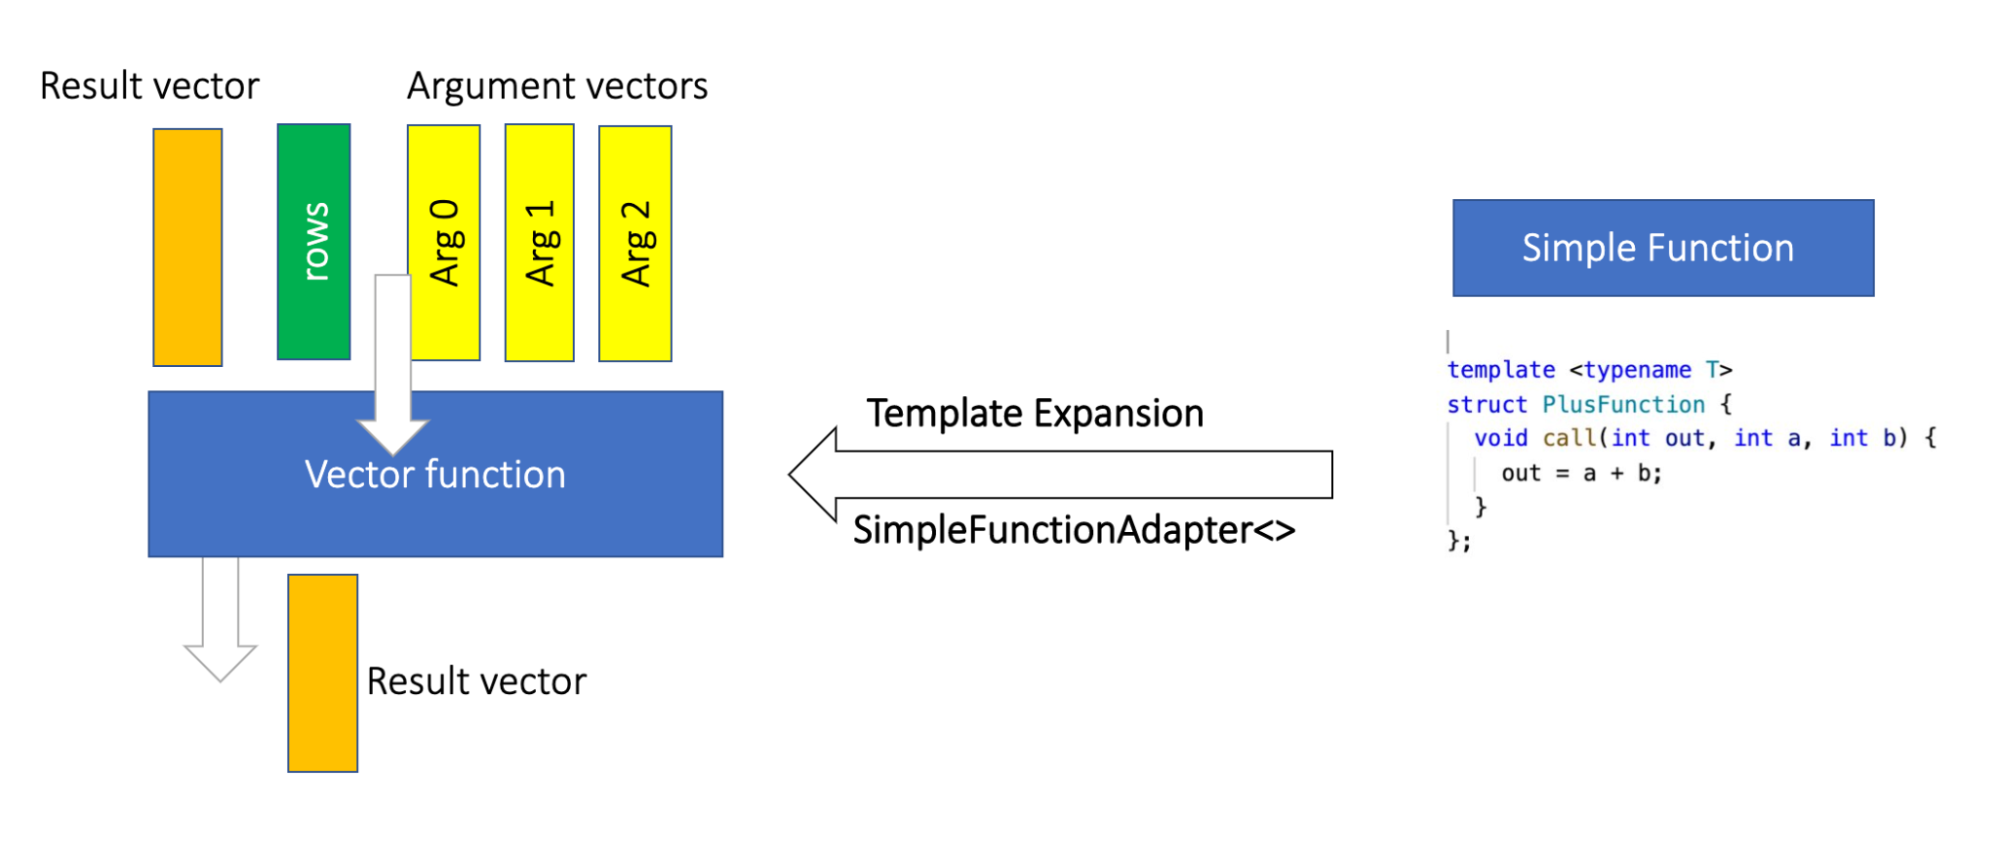 Result vector
Argument vectors
rows
Arg 0
Arg 1
Arg 2
Vector function
Result vector
Template Expansion
SimpleFunctionAdapter<>
Simple Function
template <typename T>
struct PlusFunction {
  void call(int out, int a, int b) {
    out = a + b;
  }
};